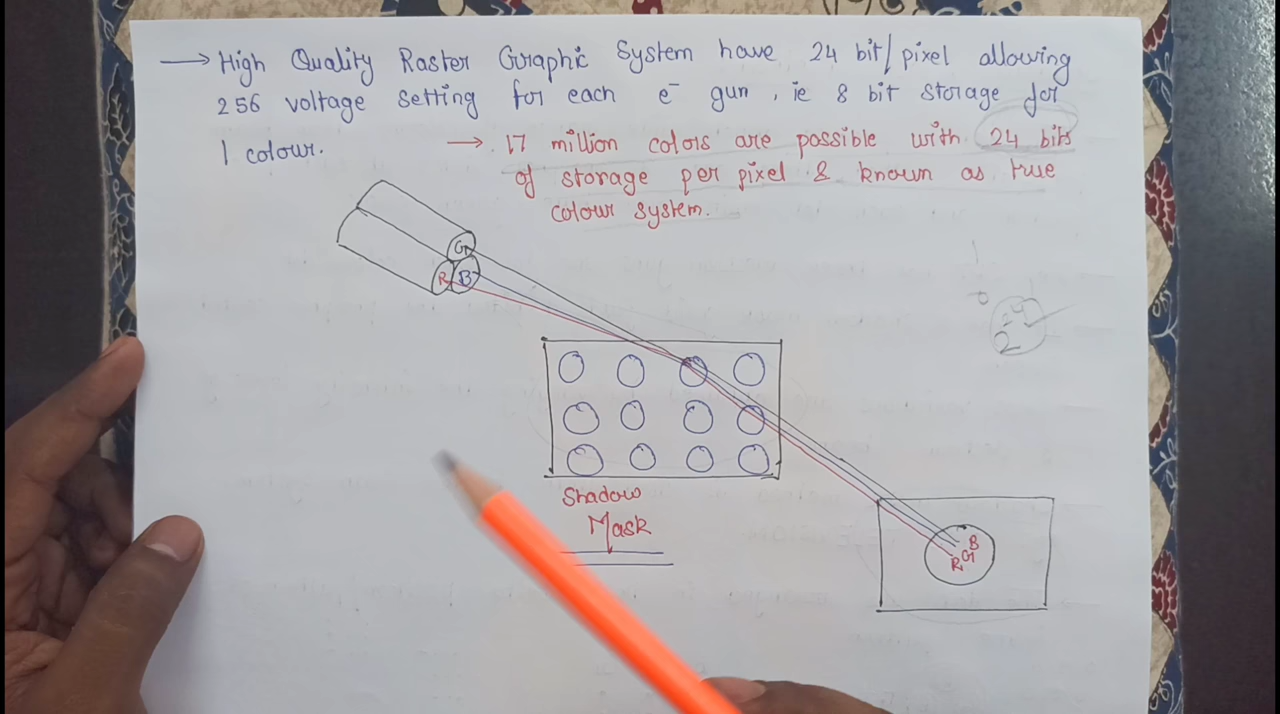 → High Quality Raster Graphic System have 24 bit/pixel allowing
256 voltage setting for each e⁻ gun, ie 8 bit storage for
1 colour.
→ 17 million colors are possible with 24 bits
of storage per pixel & known as true
colour system.
G
R B
2²⁴
Shadow
Mask
B
R G